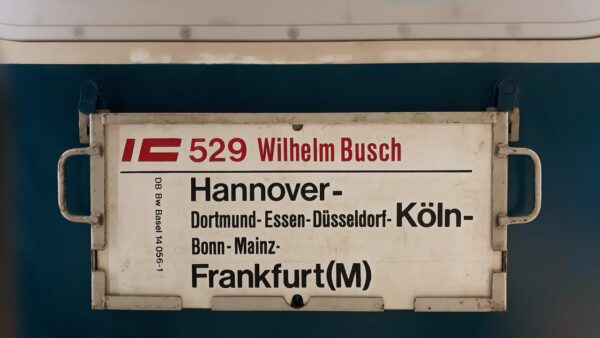 IC 529 Wilhelm Busch
Hannover-
Dortmund-Essen-Düsseldorf-Köln-
Bonn-Mainz-
Frankfurt(M)
DB Bw Basel 14 056-1